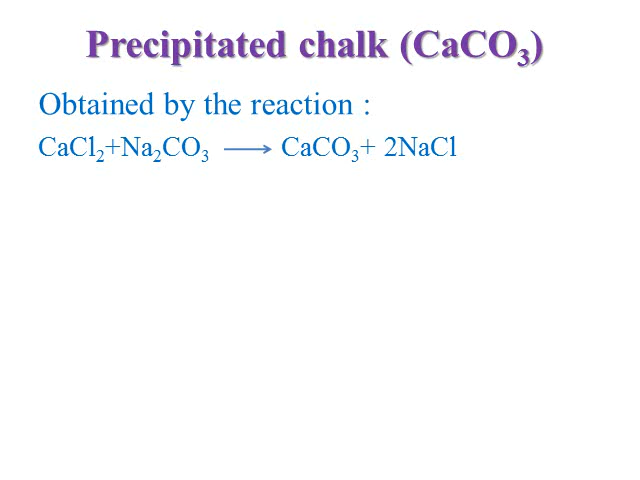 Precipitated chalk (CaCO₃)
Obtained by the reaction :
CaCl₂+Na₂CO₃ ⟶ CaCO₃+ 2NaCl